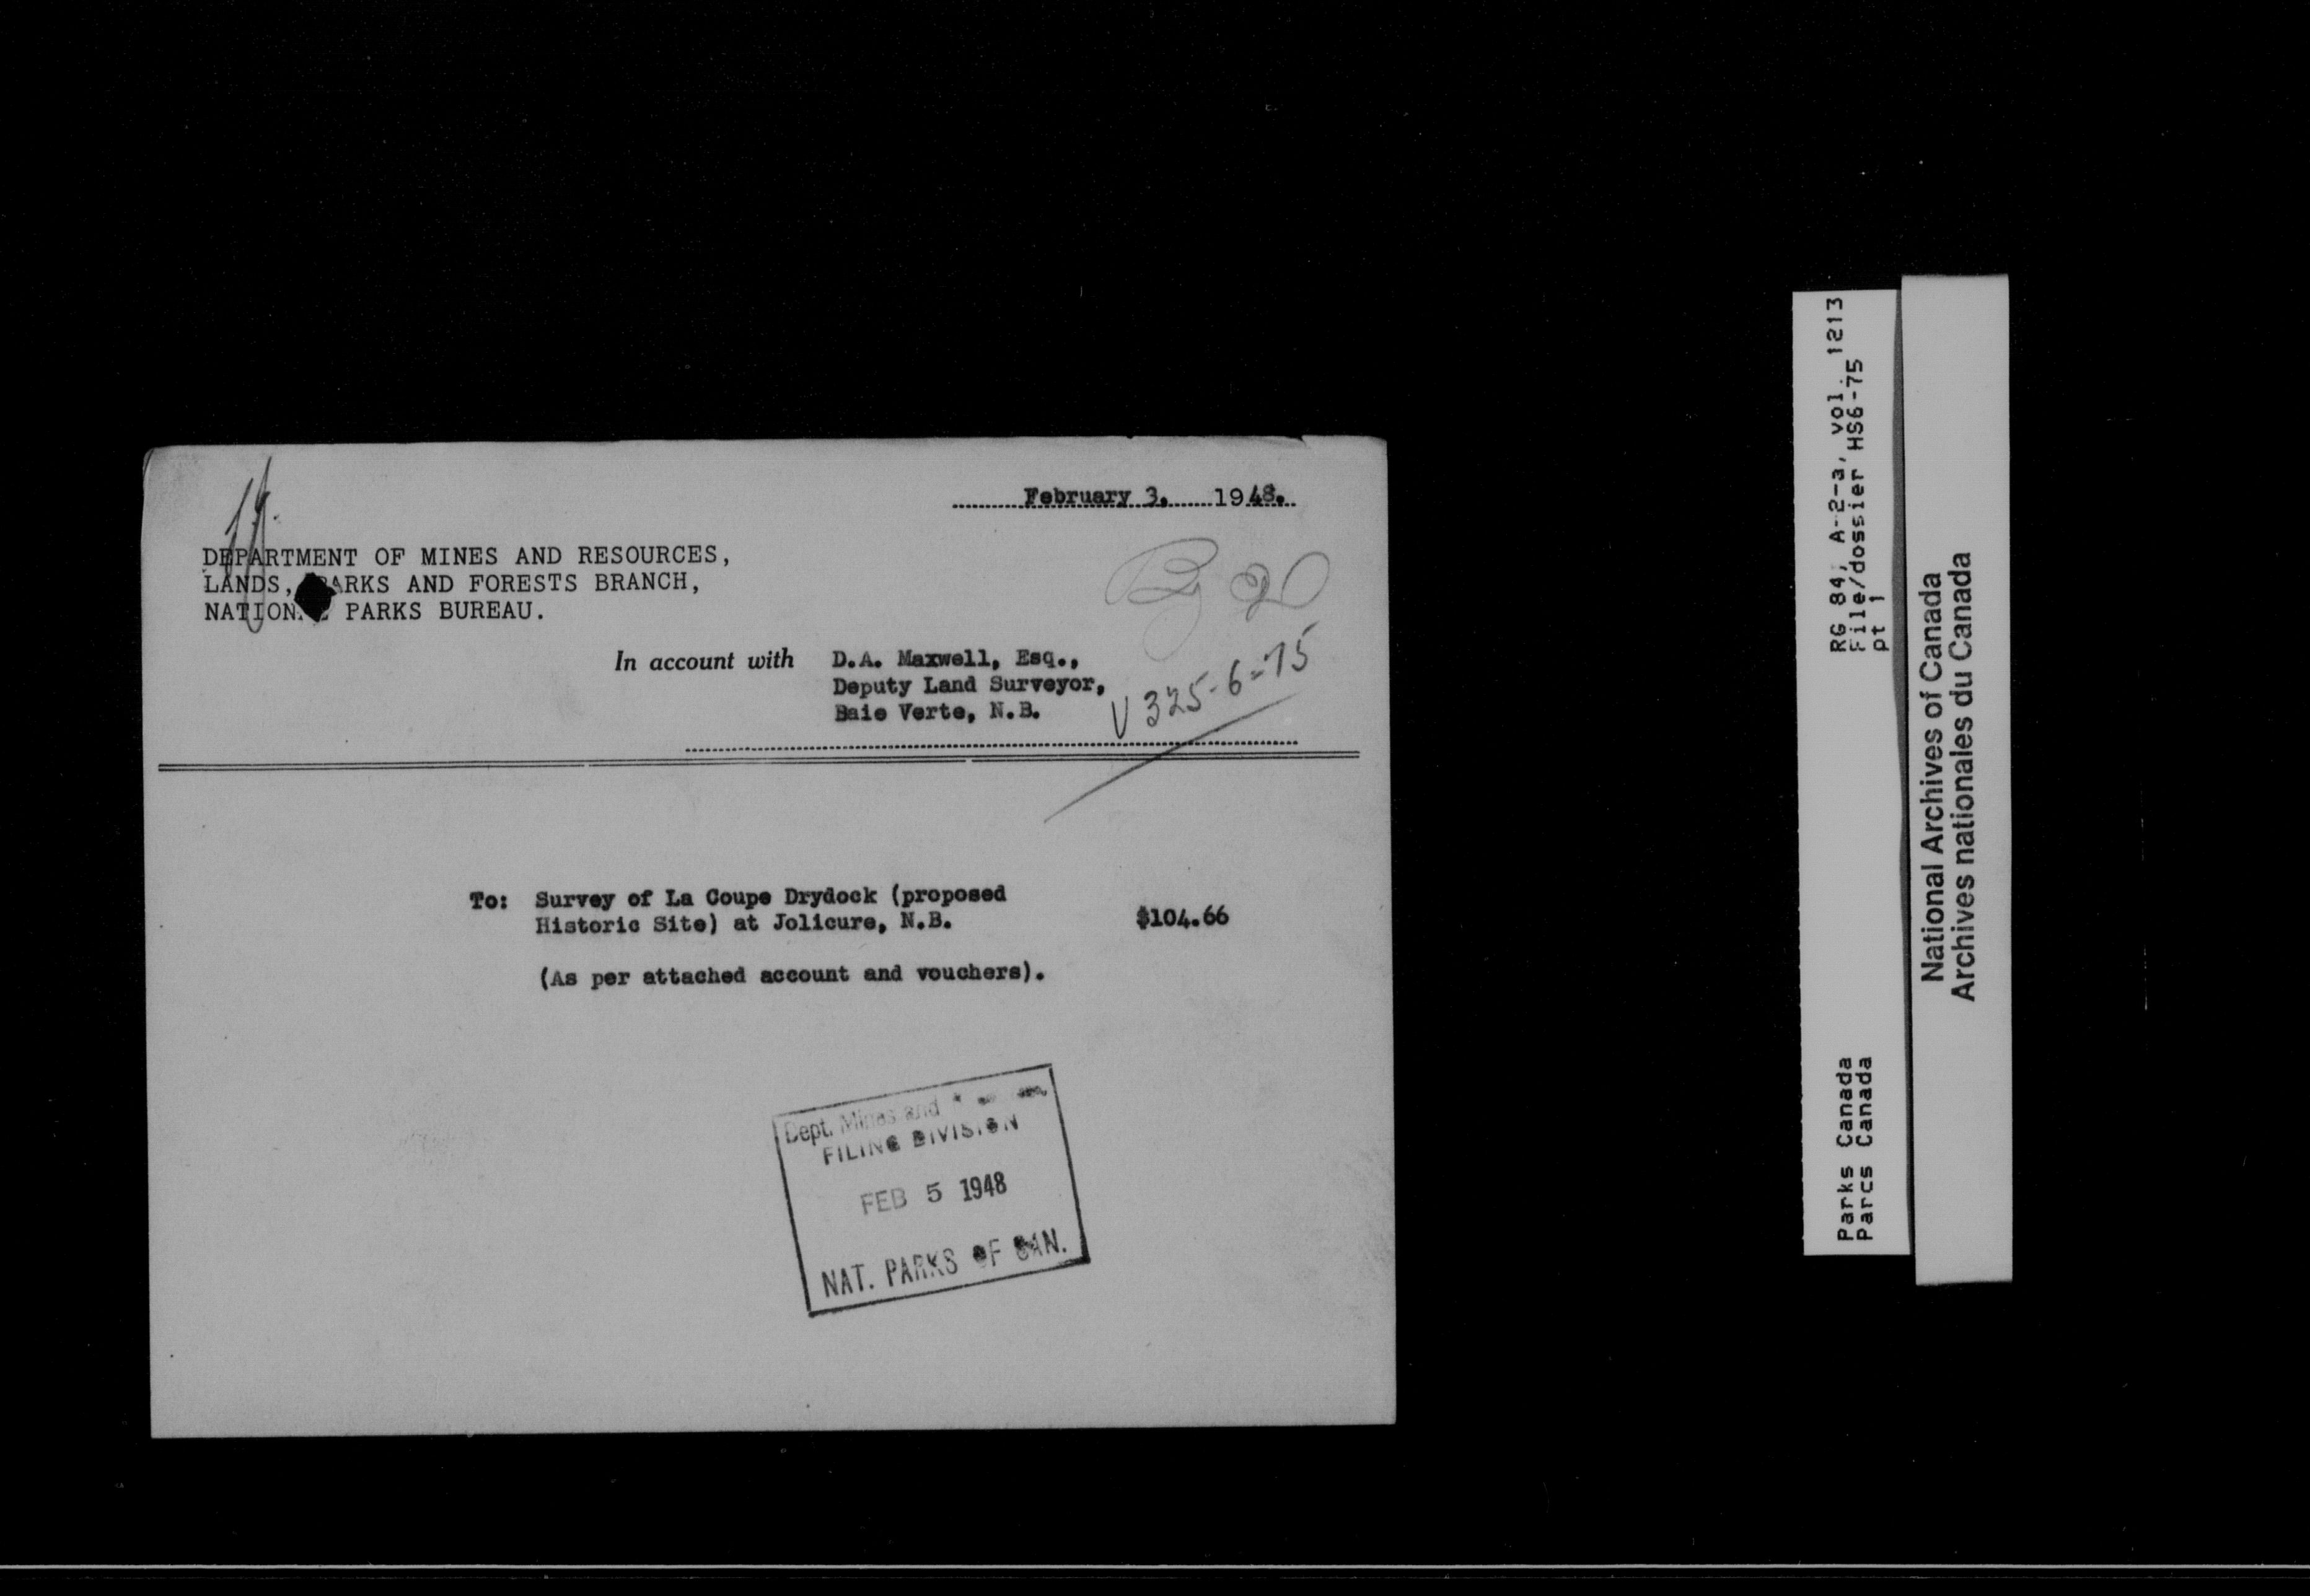 February 3, 1948.
DEPARTMENT OF MINES AND RESOURCES,
LANDS, PARKS AND FORESTS BRANCH,
NATIONAL PARKS BUREAU.
In account with D.A. Maxwell, Esq.,
Deputy Land Surveyor,
Baie Verte, N.B.
V 325-6-75
To: Survey of La Coupe Drydock (proposed
Historic Site) at Jolicure, N.B. $104.66
(As per attached account and vouchers).
Dept. Mines and
FILING DIVISION
FEB 5 1948
NAT. PARKS OF CAN.
RG 84, A-2-a, vol. 1213
File/dossier HS6-75
pt 1
Parks Canada
Parcs Canada
National Archives of Canada
Archives nationales du Canada